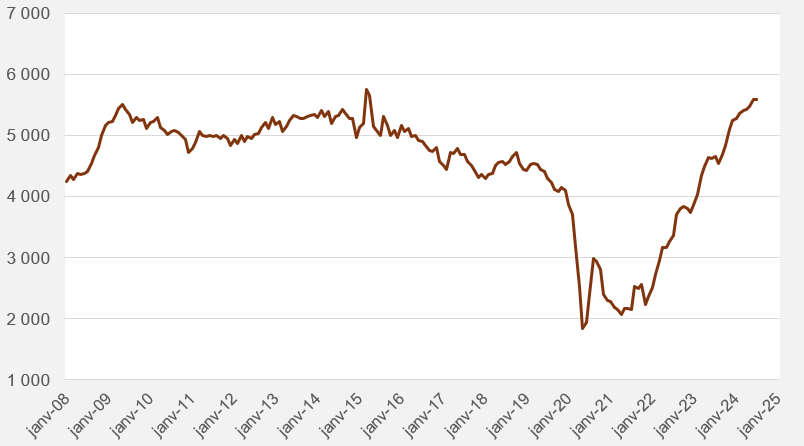 7 000
6 000
5 000
4 000
3 000
2 000
1 000
janv-08
janv-09
janv-10
janv-11
janv-12
janv-13
janv-14
janv-15
janv-16
janv-17
janv-18
janv-19
janv-20
janv-21
janv-22
janv-23
janv-24
janv-25